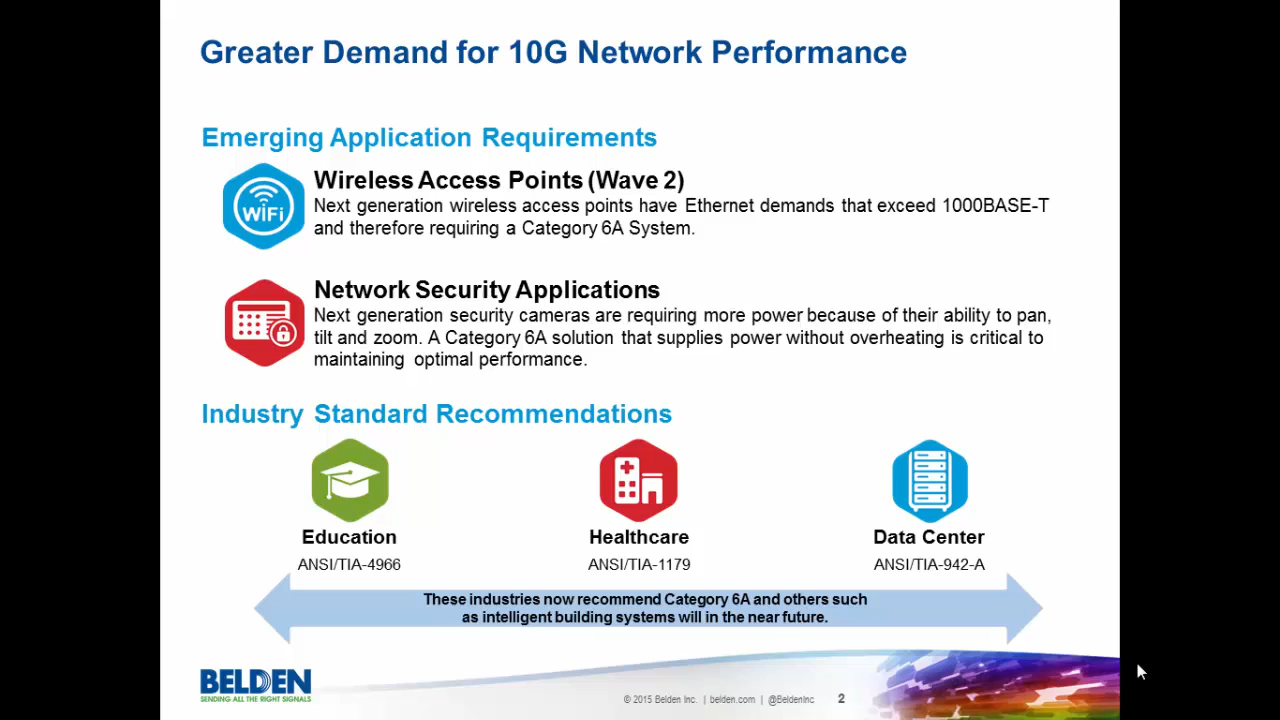 Greater Demand for 10G Network Performance
Emerging Application Requirements
WiFi
Wireless Access Points (Wave 2)
Next generation wireless access points have Ethernet demands that exceed 1000BASE-T
and therefore requiring a Category 6A System.
Network Security Applications
Next generation security cameras are requiring more power because of their ability to pan,
tilt and zoom. A Category 6A solution that supplies power without overheating is critical to
maintaining optimal performance.
Industry Standard Recommendations
Education
Healthcare
Data Center
ANSI/TIA-4966
ANSI/TIA-1179
ANSI/TIA-942-A
These industries now recommend Category 6A and others such
as intelligent building systems will in the near future.
BELDEN
SENDING ALL THE RIGHT SIGNALS
© 2015 Belden Inc. | belden.com | @BeldenInc
2